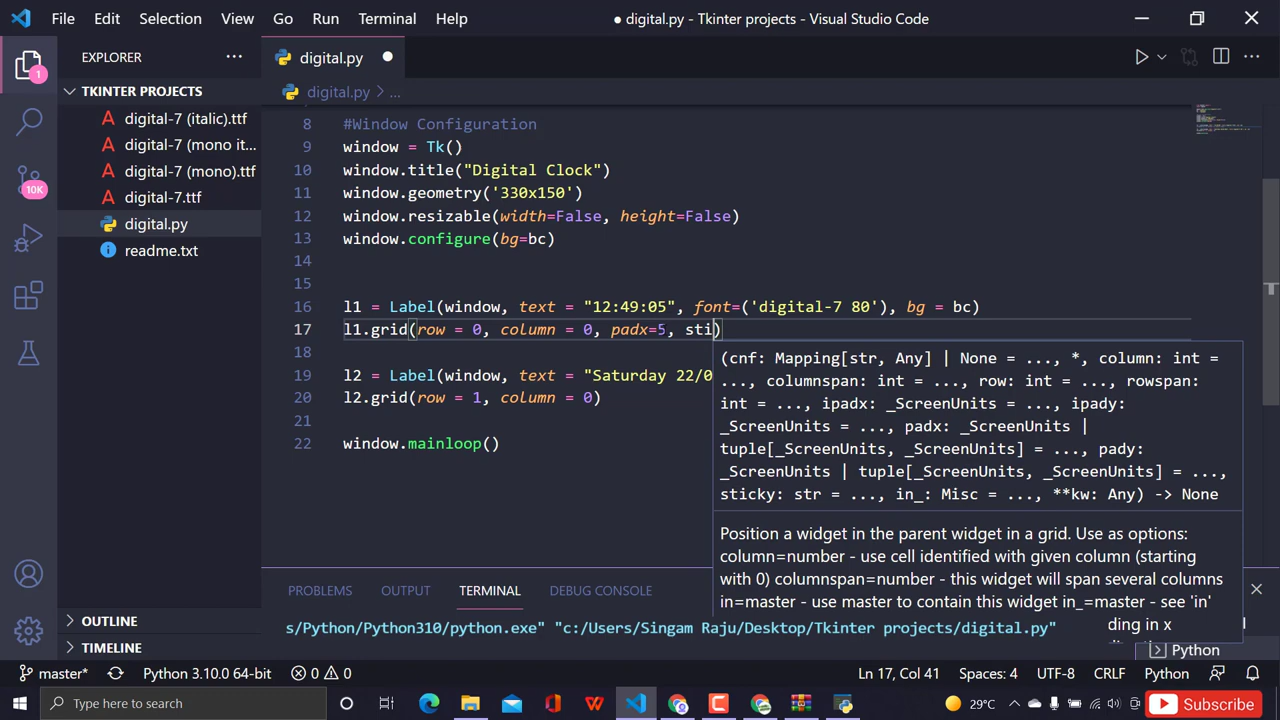 File Edit Selection View Go Run Terminal Help ● digital.py - Tkinter projects - Visual Studio Code
EXPLORER
digital.py
TKINTER PROJECTS
digital.py > ...
digital-7 (italic).ttf
digital-7 (mono it...
digital-7 (mono).ttf
digital-7.ttf
digital.py
readme.txt
1
10K
8 #Window Configuration
9 window = Tk()
10 window.title("Digital Clock")
11 window.geometry('330x150')
12 window.resizable(width=False, height=False)
13 window.configure(bg=bc)
14
15
16 l1 = Label(window, text = "12:49:05", font=('digital-7 80'), bg = bc)
17 l1.grid(row = 0, column = 0, padx=5, sti)
18
19 l2 = Label(window, text = "Saturday 22/0
20 l2.grid(row = 1, column = 0)
21
22 window.mainloop()
(cnf: Mapping[str, Any] | None = ..., *, column: int =
..., columnspan: int = ..., row: int = ..., rowspan:
int = ..., ipadx: _ScreenUnits = ..., ipady:
_ScreenUnits = ..., padx: _ScreenUnits |
tuple[_ScreenUnits, _ScreenUnits] = ..., pady:
_ScreenUnits | tuple[_ScreenUnits, _ScreenUnits] = ...,
sticky: str = ..., in_: Misc = ..., **kw: Any) -> None
Position a widget in the parent widget in a grid. Use as options:
column=number - use cell identified with given column (starting
with 0) columnspan=number - this widget will span several columns
in=master - use master to contain this widget in_=master - see 'in'
ding in x
PROBLEMS OUTPUT TERMINAL DEBUG CONSOLE
s/Python/Python310/python.exe" "c:/Users/Singam Raju/Desktop/Tkinter projects/digital.py"
Python
OUTLINE
TIMELINE
master* Python 3.10.0 64-bit 0 0 Ln 17, Col 41 Spaces: 4 UTF-8 CRLF Python
Type here to search
29°C
Subscribe